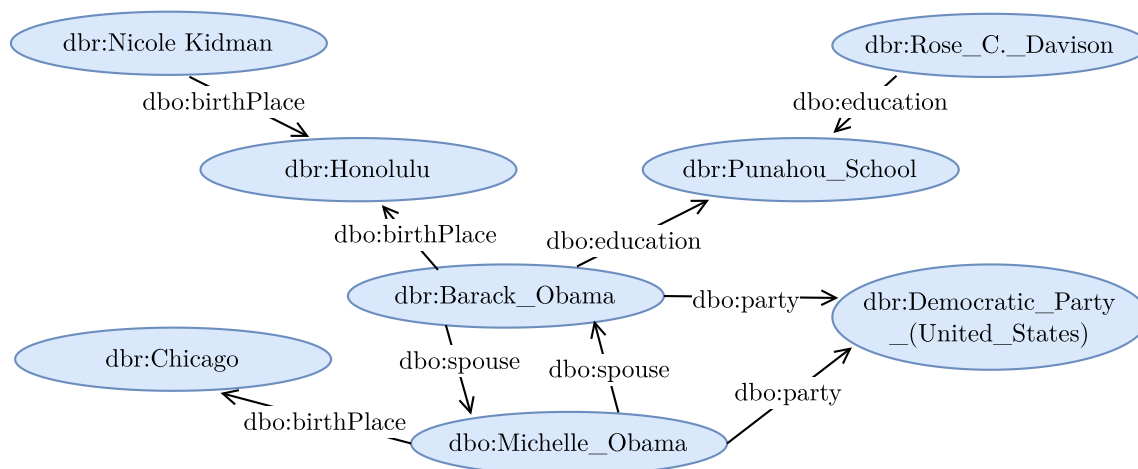 dbr:Nicole Kidman
dbr:Rose_C._Davison
dbo:birthPlace
dbo:education
dbr:Honolulu
dbr:Punahou_School
dbo:birthPlace
dbo:education
dbr:Barack_Obama
dbo:party
dbr:Democratic_Party
_(United_States)
dbr:Chicago
dbo:spouse
dbo:spouse
dbo:party
dbo:birthPlace
dbo:Michelle_Obama